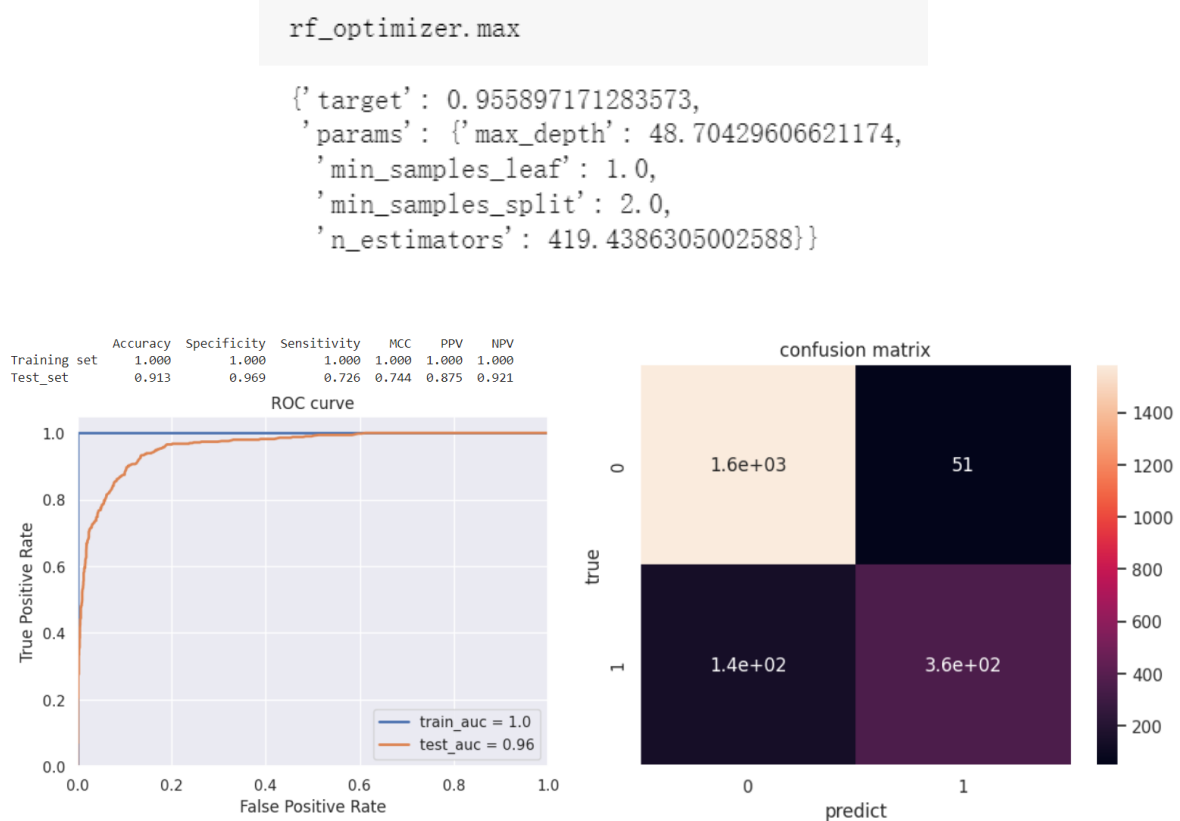 rf_optimizer.max
{'target': 0.955897171283573,
'params': {'max_depth': 48.70429606621174,
'min_samples_leaf': 1.0,
'min_samples_split': 2.0,
'n_estimators': 419.4386305002588}}
Accuracy Specificity Sensitivity MCC PPV NPV
Training set 1.000 1.000 1.000 1.000 1.000 1.000
Test_set 0.913 0.969 0.726 0.744 0.875 0.921
ROC curve
True Positive Rate
1.0
0.8
0.6
0.4
0.2
0.0
train_auc = 1.0
test_auc = 0.96
0.0 0.2 0.4 0.6 0.8 1.0
False Positive Rate
confusion matrix
true
0
1.6e+03 51
1
1.4e+02 3.6e+02
0 1
predict
1400
1200
1000
800
600
400
200